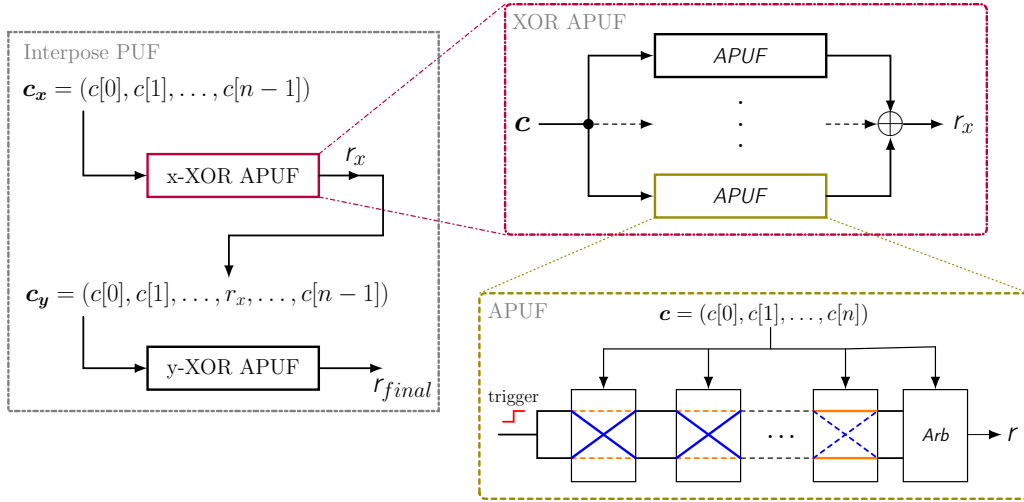 Interpose PUF
c_x = (c[0], c[1], . . . , c[n − 1])
x-XOR APUF
r_x
c_y = (c[0], c[1], . . . , r_x, . . . , c[n − 1])
y-XOR APUF
r_final
XOR APUF
APUF
c
r_x
APUF
APUF
c = (c[0], c[1], . . . , c[n])
trigger
. . .
Arb
r